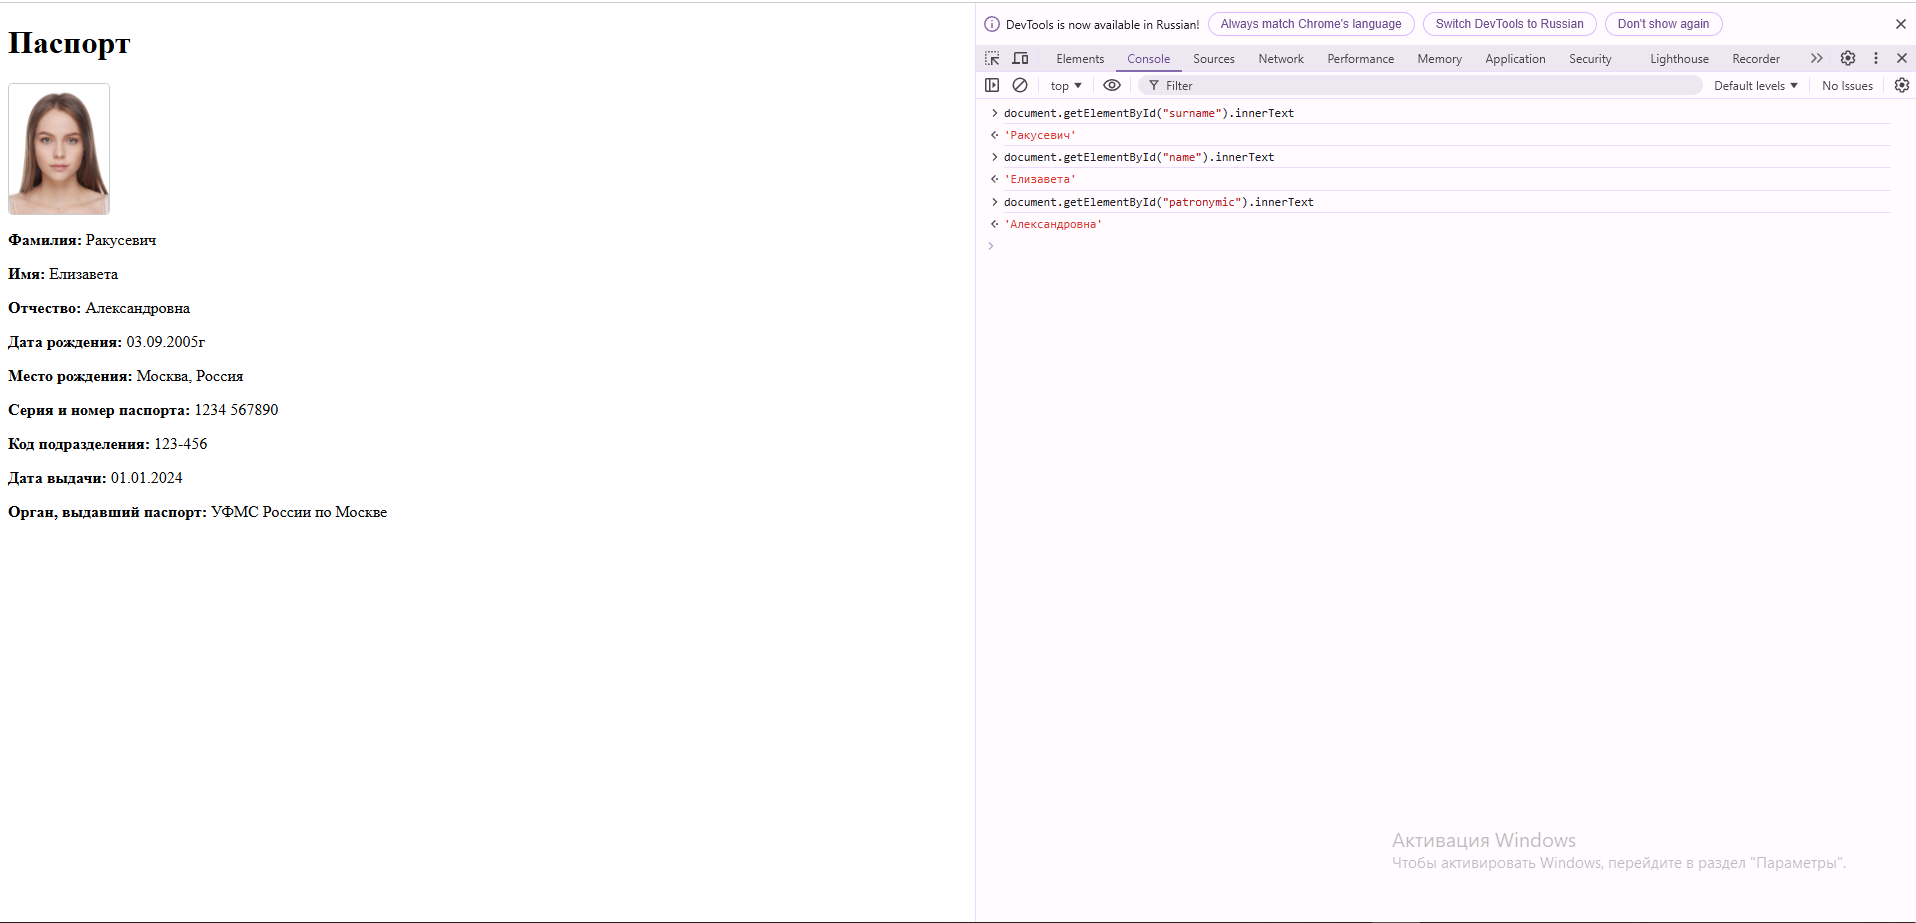 Паспорт
Фамилия: Ракусевич
Имя: Елизавета
Отчество: Александровна
Дата рождения: 03.09.2005г
Место рождения: Москва, Россия
Серия и номер паспорта: 1234 567890
Код подразделения: 123-456
Дата выдачи: 01.01.2024
Орган, выдавший паспорт: УФМС России по Москве
DevTools is now available in Russian! Always match Chrome's language Switch DevTools to Russian Don't show again
Elements Console Sources Network Performance Memory Application Security Lighthouse Recorder
top Filter Default levels No Issues
document.getElementById("surname").innerText
'Ракусевич'
document.getElementById("name").innerText
'Елизавета'
document.getElementById("patronymic").innerText
'Александровна'
Активация Windows
Чтобы активировать Windows, перейдите в раздел "Параметры".